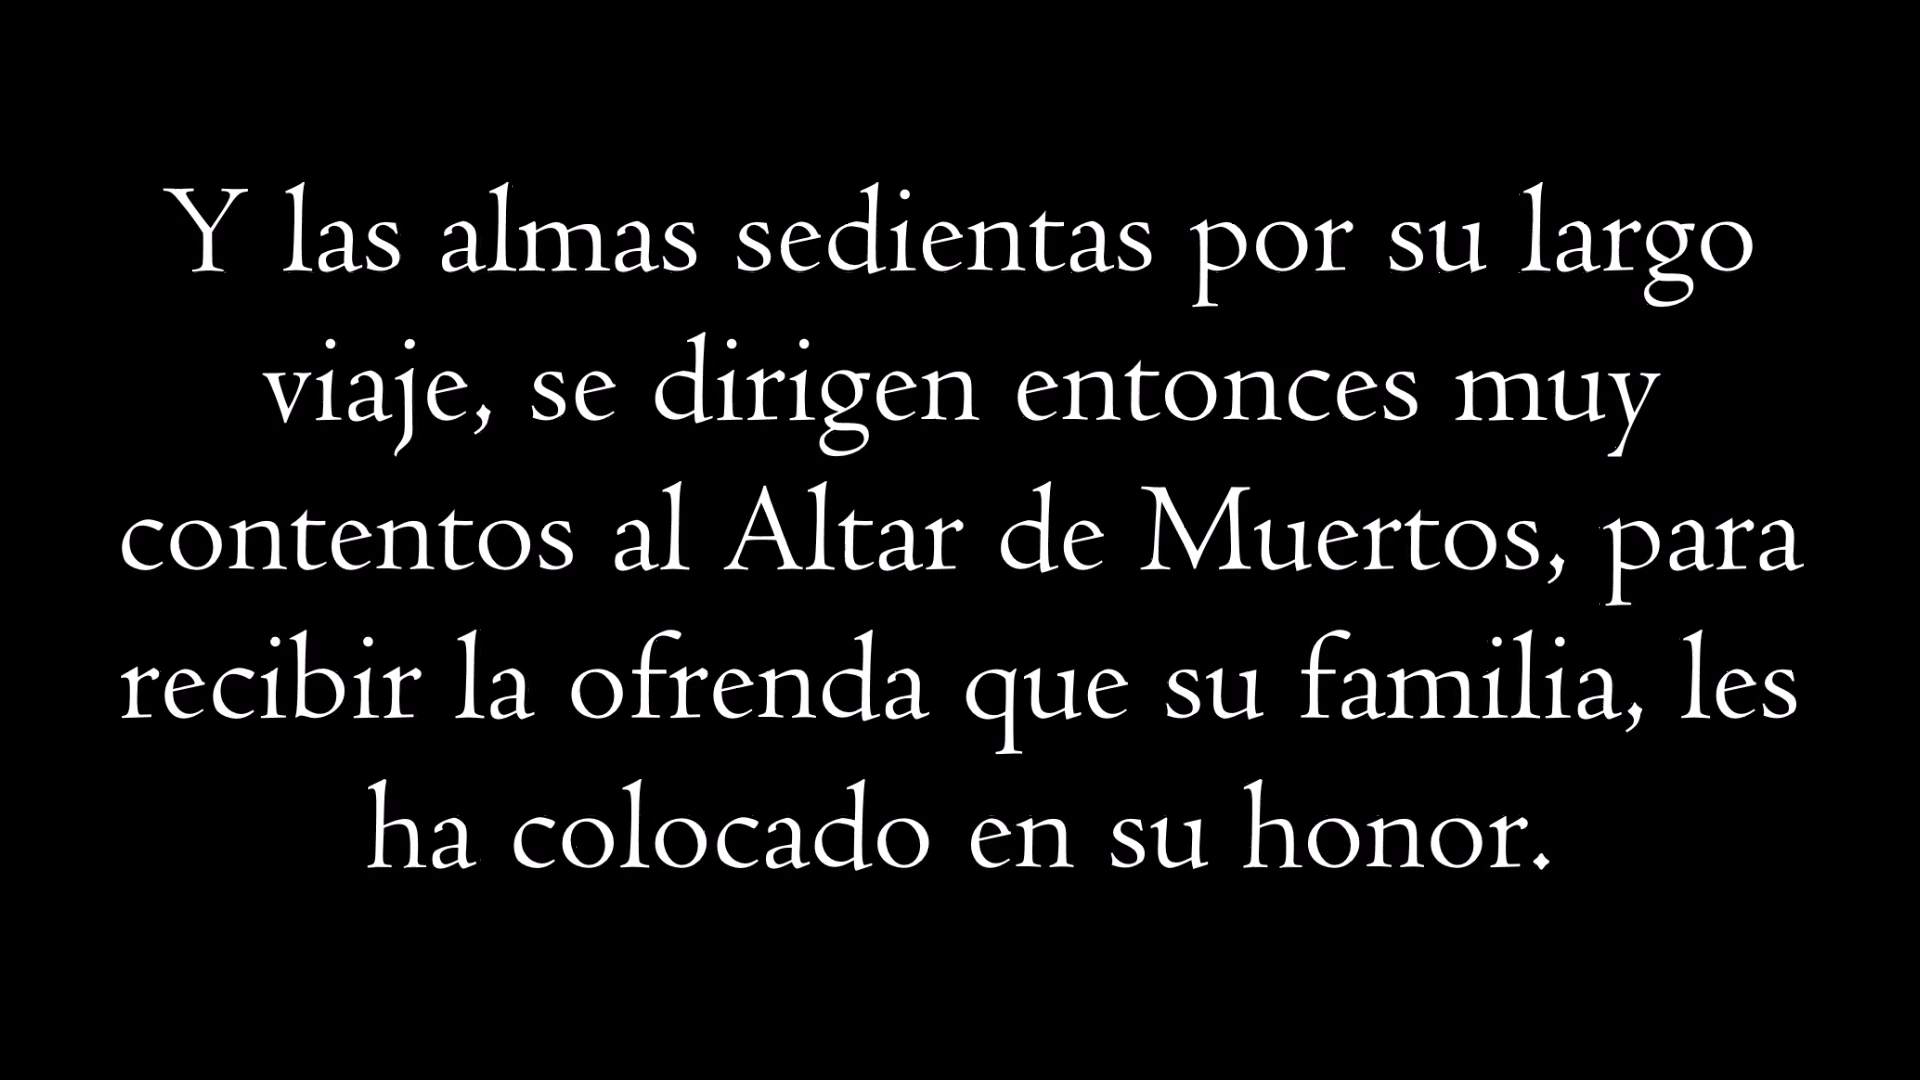 Y las almas sedientas por su largo
viaje, se dirigen entonces muy
contentos al Altar de Muertos, para
recibir la ofrenda que su familia, les
ha colocado en su honor.